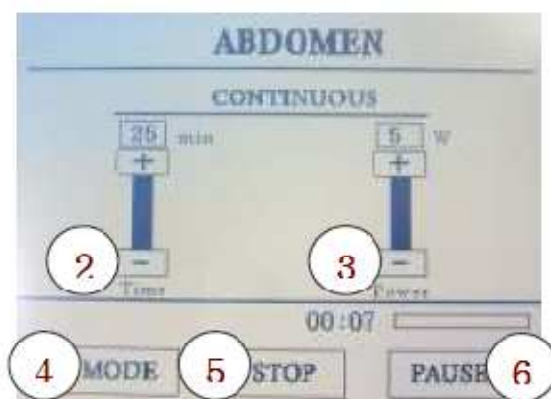 ABDOMEN
CONTINUOUS
25 min 5 W
+ +
2 - 3 -
Time Power
00:07
4 MODE 5 STOP PAUSE 6